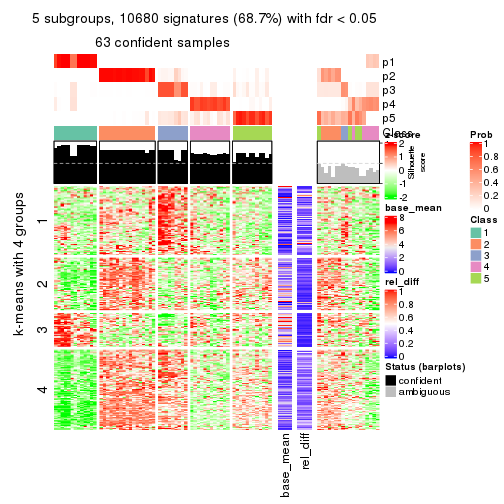 5 subgroups, 10680 signatures (68.7%) with fdr < 0.05
63 confident samples
p1
p2
p3
p4
p5
Class
z-score
2
1
0
-1
-2
Silhouette
score
Prob
1
0.8
0.6
0.4
0.2
0
base_mean
8
6
4
2
0
Class
1
2
3
4
5
rel_diff
1
0.8
0.6
0.4
0.2
0
Status (barplots)
confident
ambiguous
k-means with 4 groups
1
2
3
4
base_mean
rel_diff